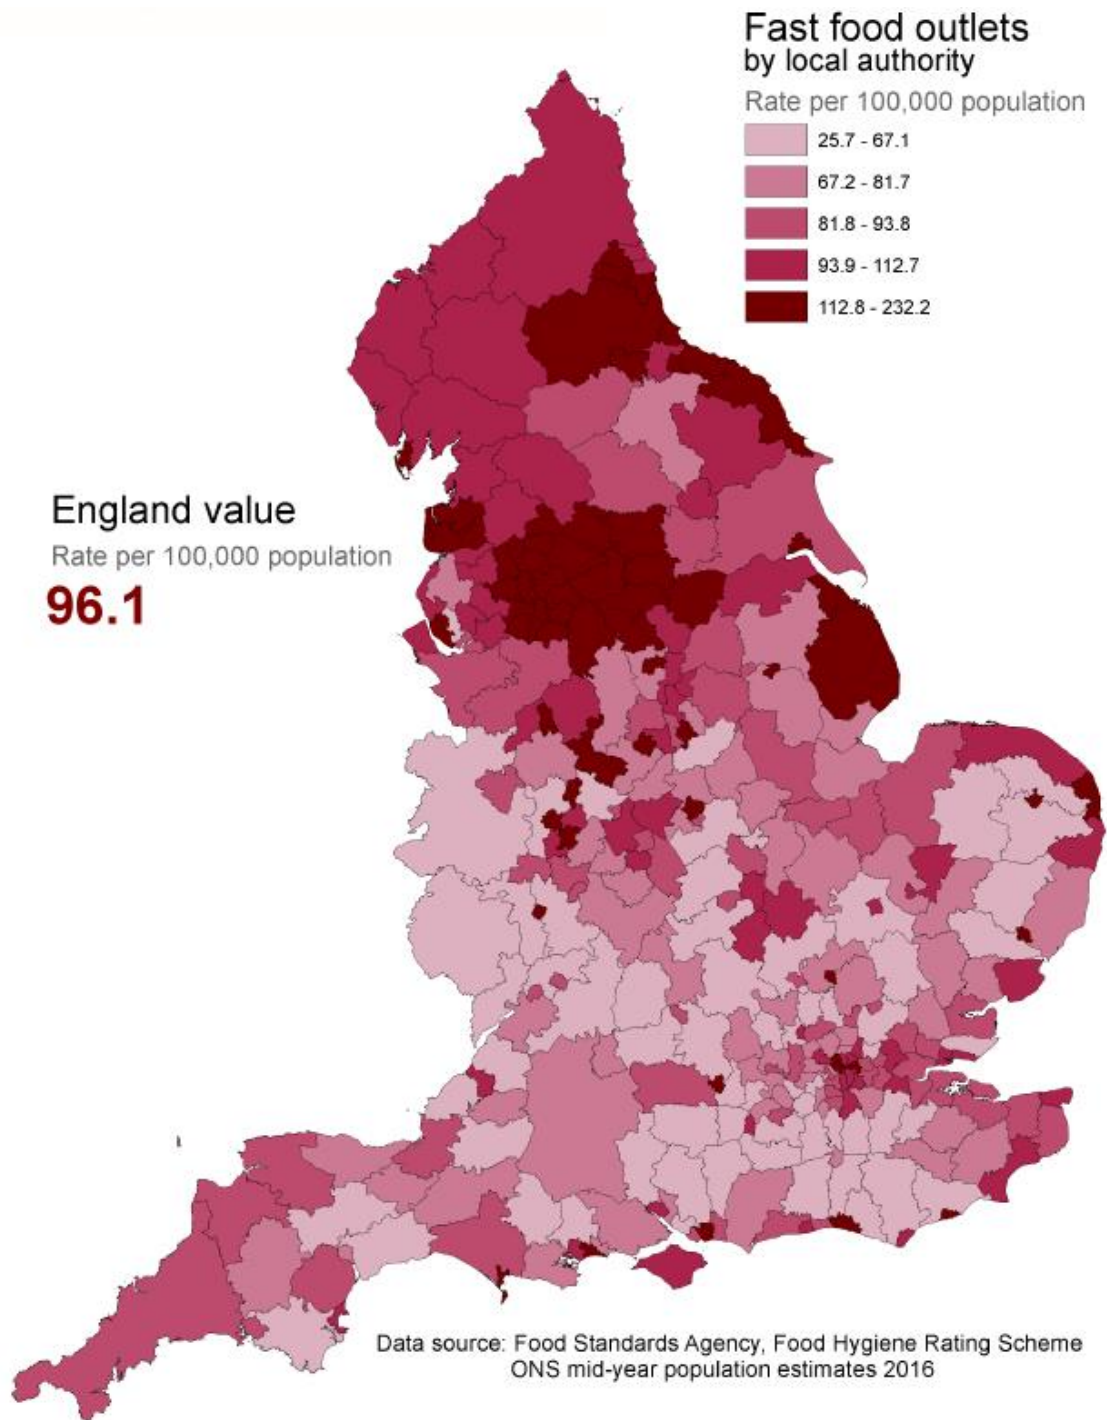 Fast food outlets
by local authority
Rate per 100,000 population
25.7 - 67.1
67.2 - 81.7
81.8 - 93.8
93.9 - 112.7
112.8 - 232.2
England value
Rate per 100,000 population
96.1
Data source: Food Standards Agency, Food Hygiene Rating Scheme
ONS mid-year population estimates 2016